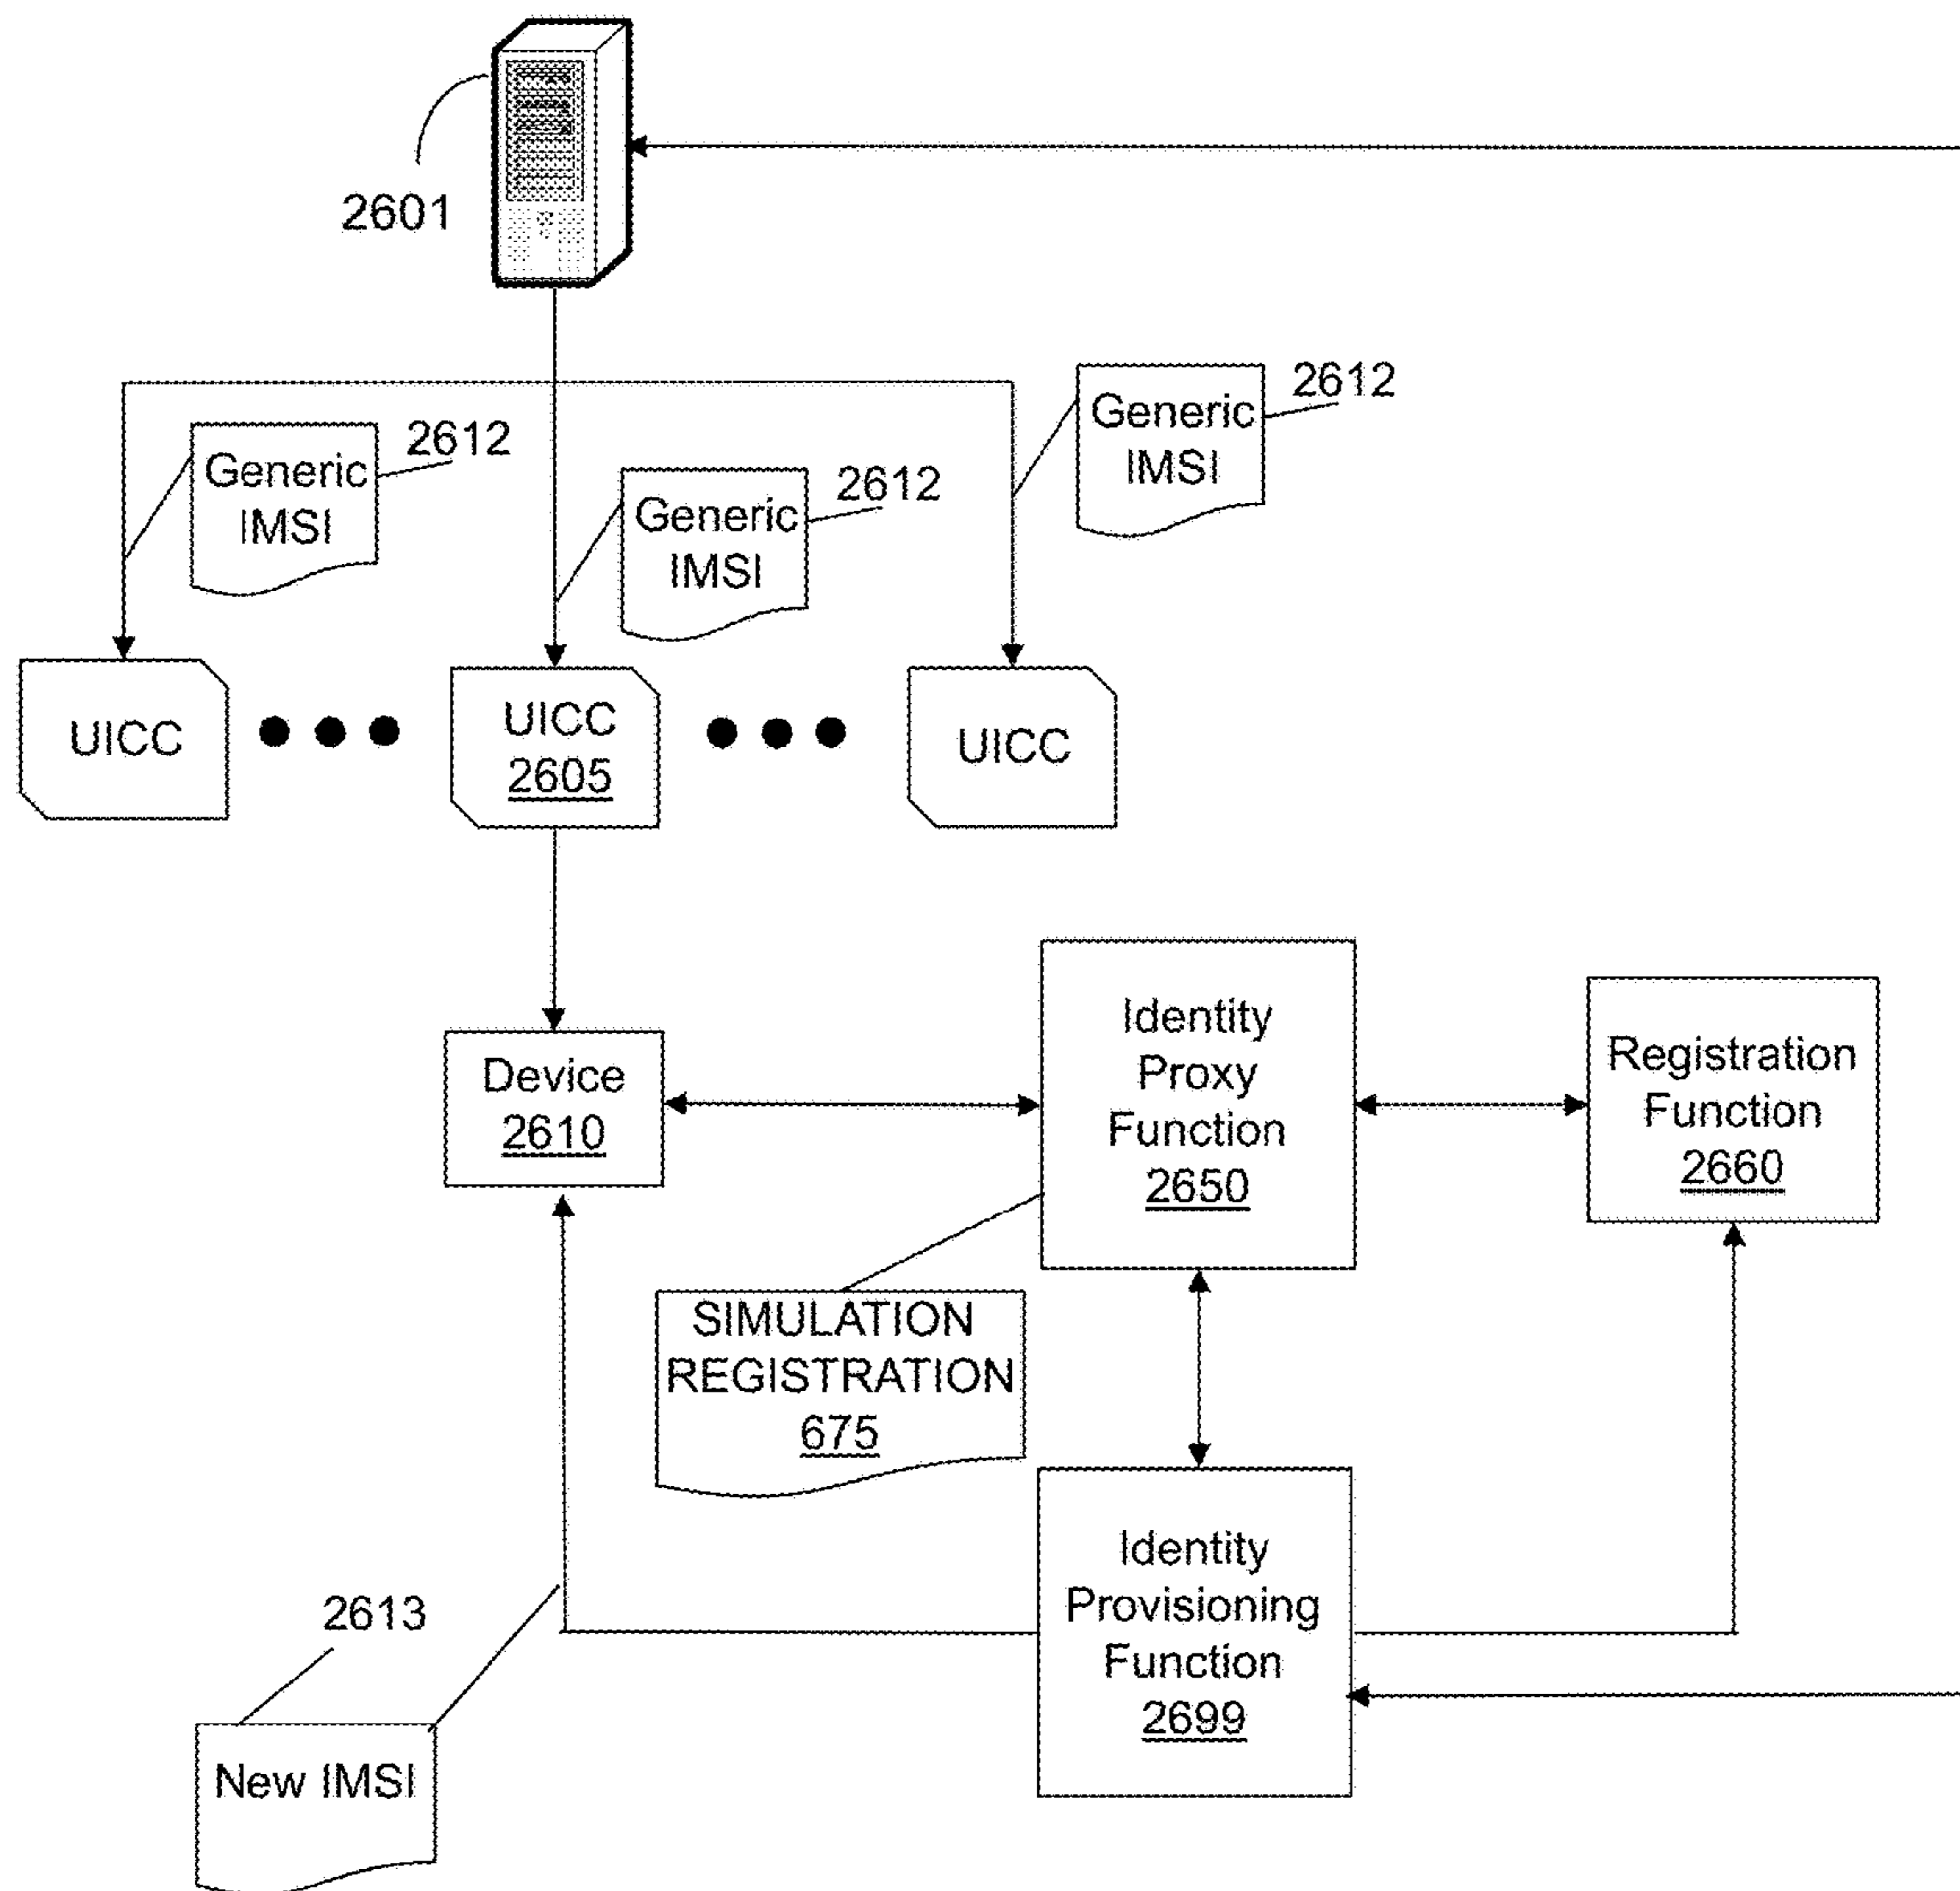 2601
Generic
IMSI
2612
Generic
IMSI
2612
Generic
IMSI
2612
UICC
UICC
2605
UICC
Device
2610
Identity
Proxy
Function
2650
Registration
Function
2660
SIMULATION
REGISTRATION
675
Identity
Provisioning
Function
2699
2613
New IMSI